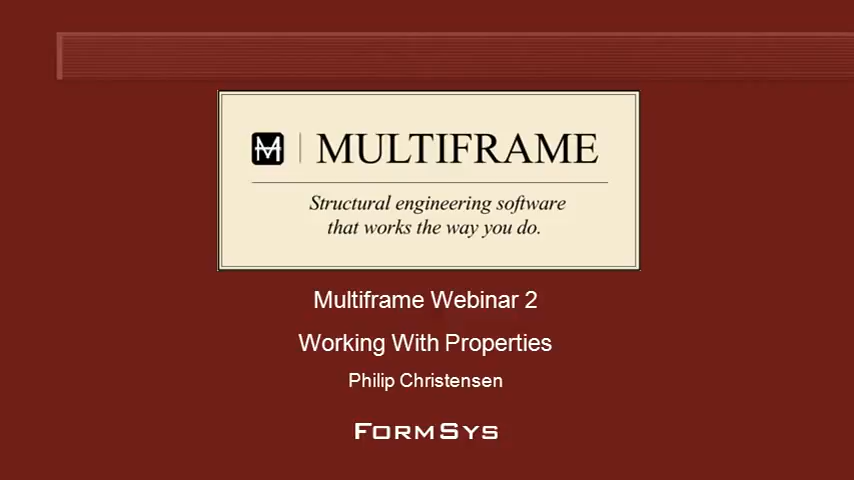 M | MULTIFRAME
Structural engineering software
that works the way you do.
Multiframe Webinar 2
Working With Properties
Philip Christensen
FORMSYS